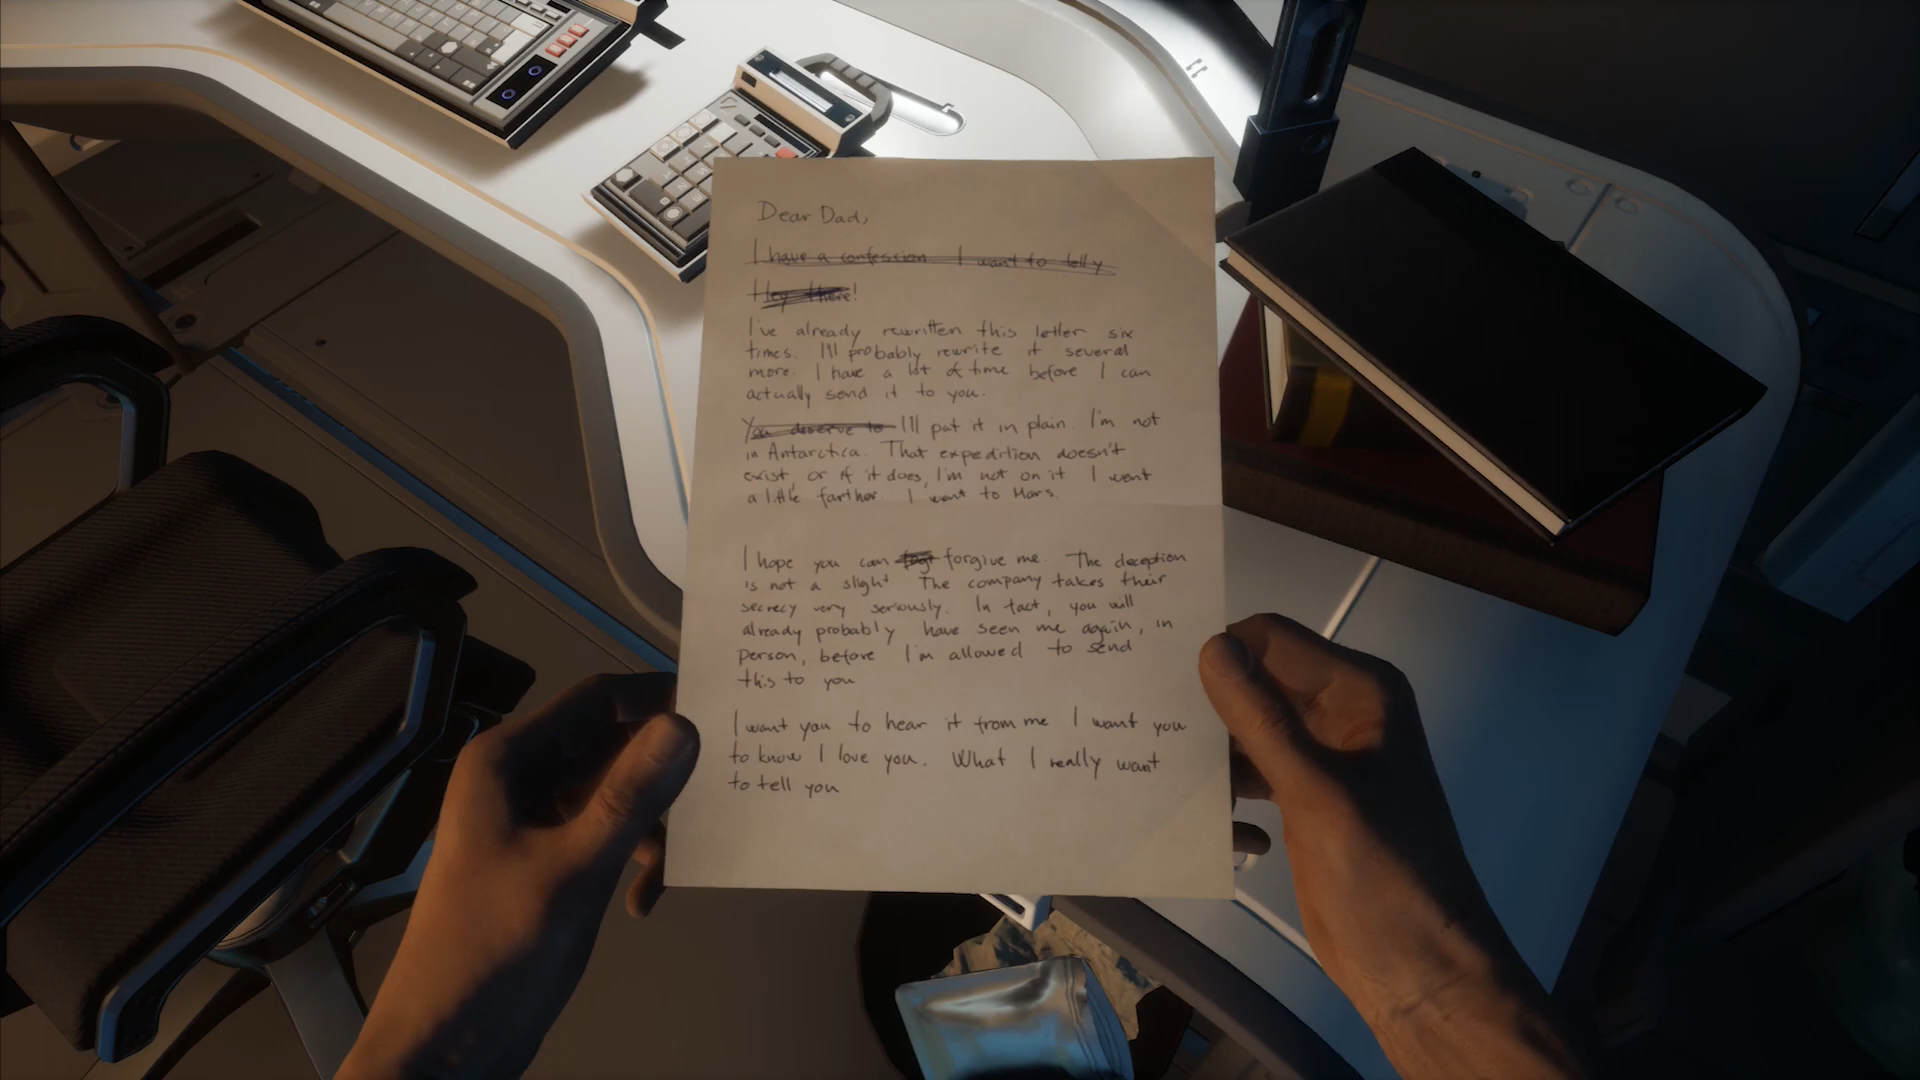 Dear Dad,
I have a confession I want to tell y
Hey there!
I've already rewritten this letter six
times. I'll probably rewrite it several
more. I have a lot of time before I can
actually send it to you.
You deserve to I'll put it in plain. I'm not
in Antarctica. That expedition doesn't
exist, or if it does, I'm not on it I went
a little farther. I went to Mars.
I hope you can forgive me. The deception
is not a slight The company takes their
secrecy very seriously. In fact, you will
already probably have seen me again, in
person, before I'm allowed to send
this to you
I want you to hear it from me I want you
to know I love you. What I really want
to tell you